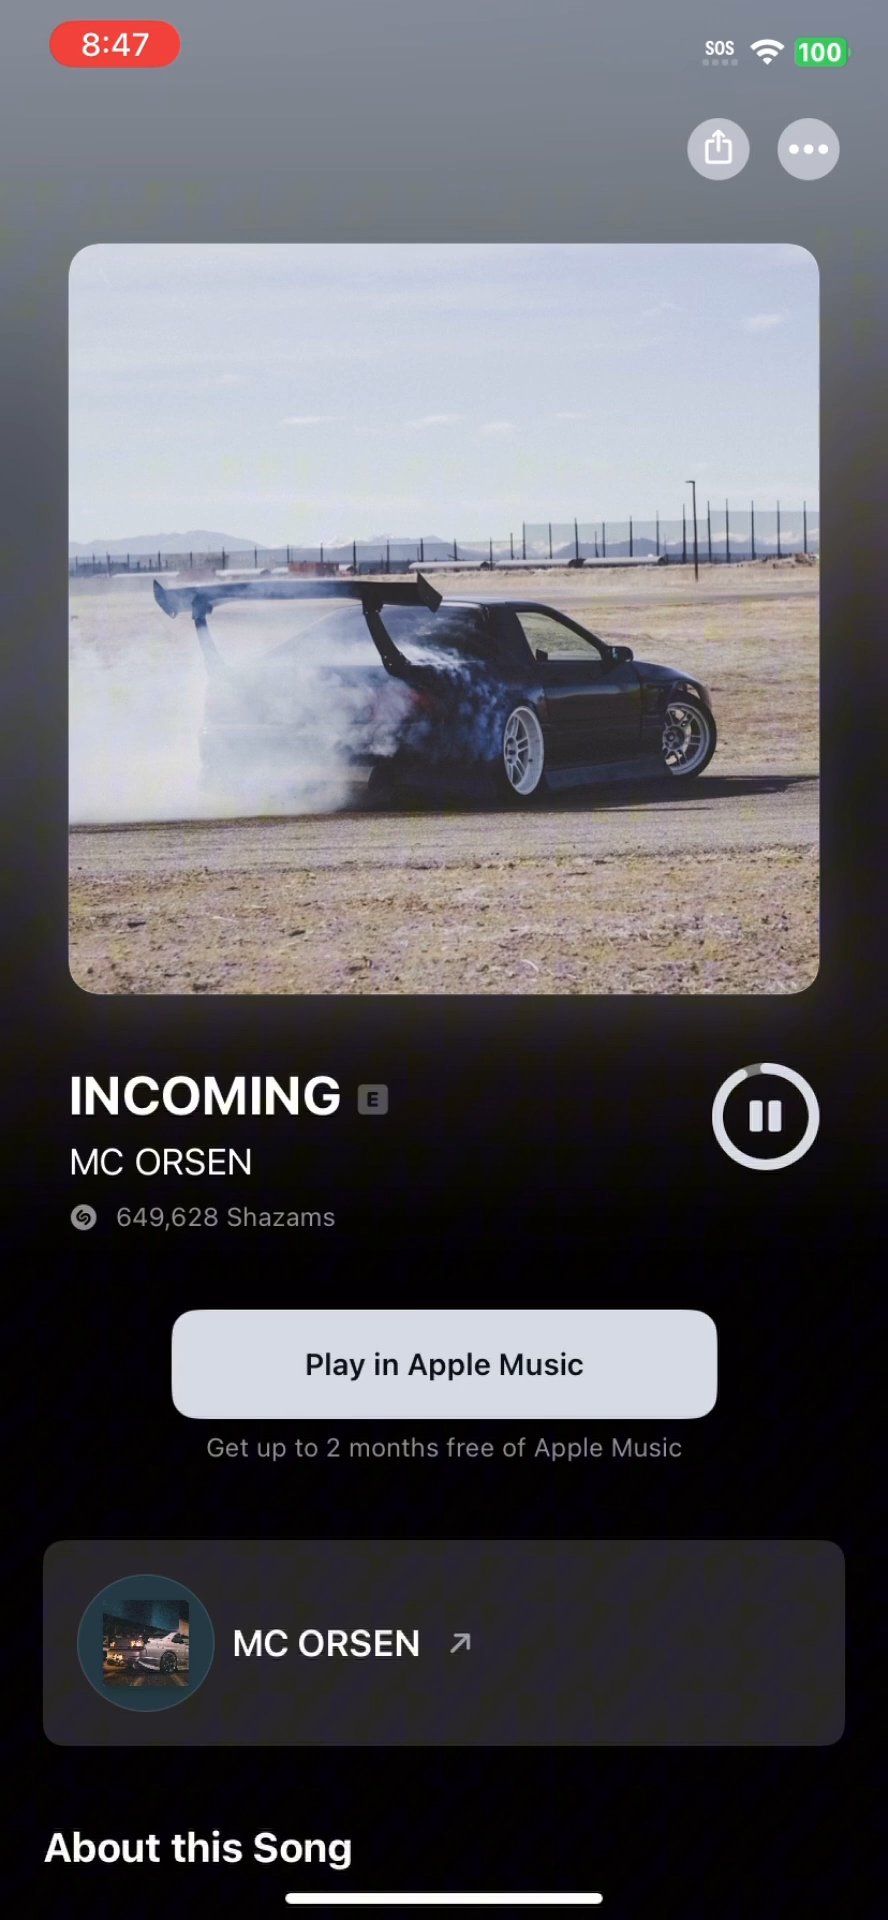 8:47
SOS
100
INCOMING E
MC ORSEN
649,628 Shazams
Play in Apple Music
Get up to 2 months free of Apple Music
MC ORSEN
About this Song